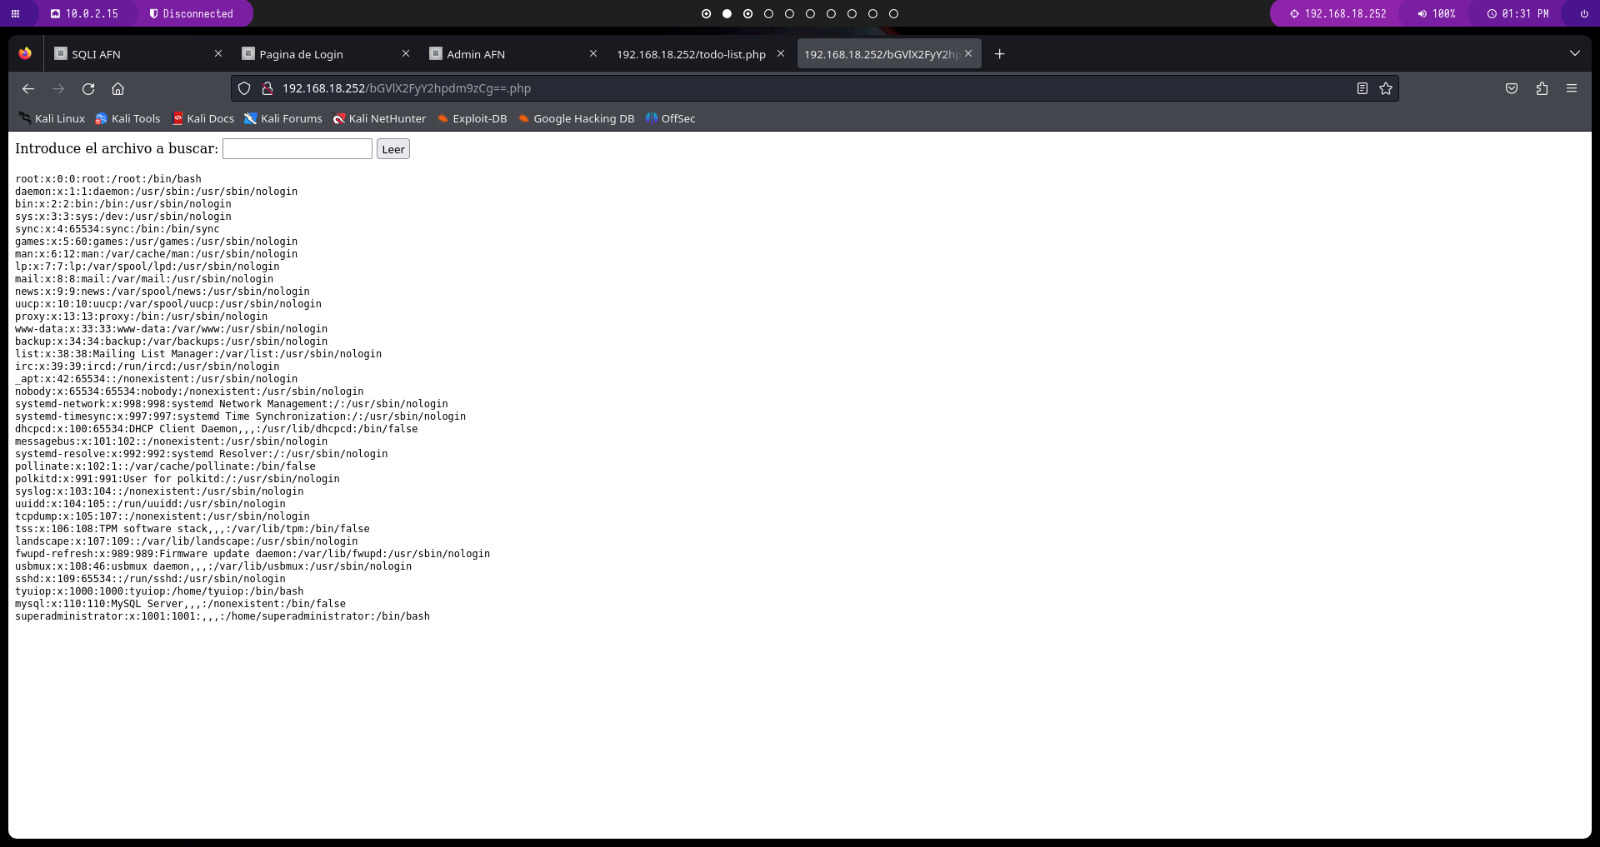 10.0.2.15 Disconnected 192.168.18.252 100% 01:31 PM
SQLI AFN Pagina de Login Admin AFN 192.168.18.252/todo-list.php 192.168.18.252/bGVlX2FyY2hp
192.168.18.252/bGVlX2FyY2hpdm9zCg==.php
Kali Linux Kali Tools Kali Docs Kali Forums Kali NetHunter Exploit-DB Google Hacking DB OffSec
Introduce el archivo a buscar: Leer
root:x:0:0:root:/root:/bin/bash
daemon:x:1:1:daemon:/usr/sbin:/usr/sbin/nologin
bin:x:2:2:bin:/bin:/usr/sbin/nologin
sys:x:3:3:sys:/dev:/usr/sbin/nologin
sync:x:4:65534:sync:/bin:/bin/sync
games:x:5:60:games:/usr/games:/usr/sbin/nologin
man:x:6:12:man:/var/cache/man:/usr/sbin/nologin
lp:x:7:7:lp:/var/spool/lpd:/usr/sbin/nologin
mail:x:8:8:mail:/var/mail:/usr/sbin/nologin
news:x:9:9:news:/var/spool/news:/usr/sbin/nologin
uucp:x:10:10:uucp:/var/spool/uucp:/usr/sbin/nologin
proxy:x:13:13:proxy:/bin:/usr/sbin/nologin
www-data:x:33:33:www-data:/var/www:/usr/sbin/nologin
backup:x:34:34:backup:/var/backups:/usr/sbin/nologin
list:x:38:38:Mailing List Manager:/var/list:/usr/sbin/nologin
irc:x:39:39:ircd:/run/ircd:/usr/sbin/nologin
_apt:x:42:65534::/nonexistent:/usr/sbin/nologin
nobody:x:65534:65534:nobody:/nonexistent:/usr/sbin/nologin
systemd-network:x:998:998:systemd Network Management:/:/usr/sbin/nologin
systemd-timesync:x:997:997:systemd Time Synchronization:/:/usr/sbin/nologin
dhcpcd:x:100:65534:DHCP Client Daemon,,,:/usr/lib/dhcpcd:/bin/false
messagebus:x:101:102::/nonexistent:/usr/sbin/nologin
systemd-resolve:x:992:992:systemd Resolver:/:/usr/sbin/nologin
pollinate:x:102:1::/var/cache/pollinate:/bin/false
polkitd:x:991:991:User for polkitd:/:/usr/sbin/nologin
syslog:x:103:104::/nonexistent:/usr/sbin/nologin
uuidd:x:104:105::/run/uuidd:/usr/sbin/nologin
tcpdump:x:105:107::/nonexistent:/usr/sbin/nologin
tss:x:106:108:TPM software stack,,,:/var/lib/tpm:/bin/false
landscape:x:107:109::/var/lib/landscape:/usr/sbin/nologin
fwupd-refresh:x:989:989:Firmware update daemon:/var/lib/fwupd:/usr/sbin/nologin
usbmux:x:108:46:usbmux daemon,,,:/var/lib/usbmux:/usr/sbin/nologin
sshd:x:109:65534::/run/sshd:/usr/sbin/nologin
tyuiop:x:1000:1000:tyuiop:/home/tyuiop:/bin/bash
mysql:x:110:110:MySQL Server,,,:/nonexistent:/bin/false
superadministrator:x:1001:1001:,,,:/home/superadministrator:/bin/bash